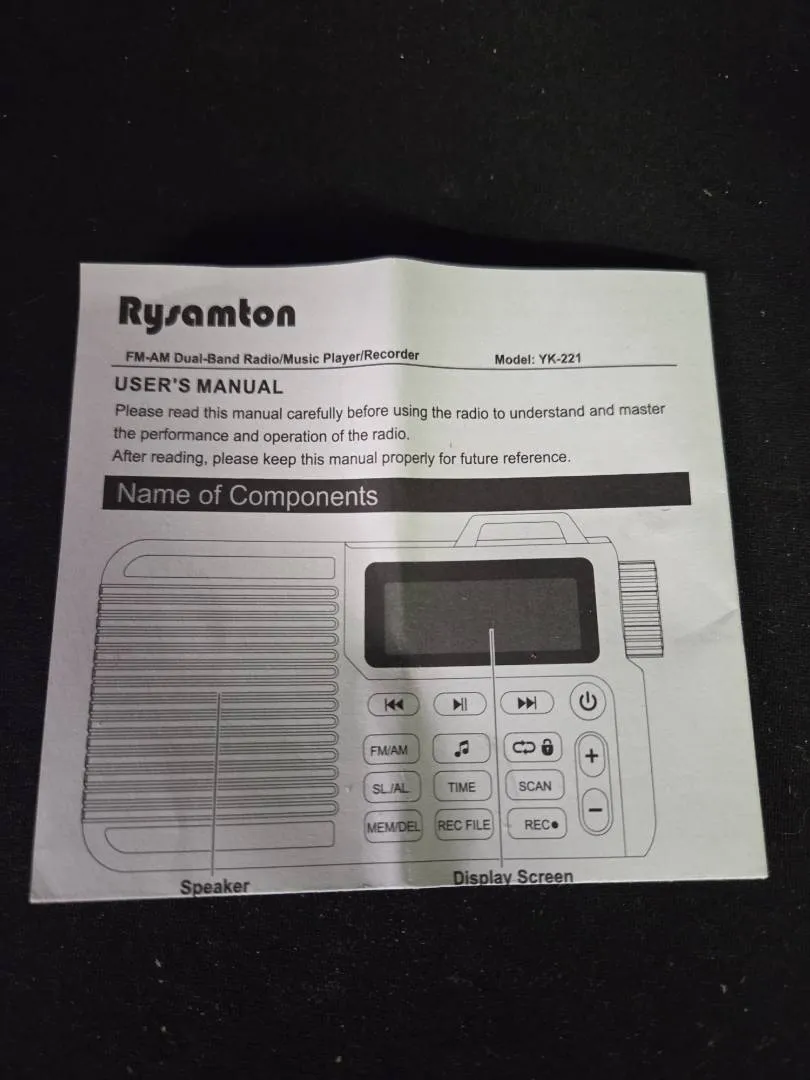 Rysamton
FM-AM Dual-Band Radio/Music Player/Recorder Model: YK-221
USER'S MANUAL
Please read this manual carefully before using the radio to understand and master
the performance and operation of the radio.
After reading, please keep this manual properly for future reference.
Name of Components
FM/AM
SL/AL TIME SCAN
MEM/DEL REC FILE REC●
Speaker Display Screen